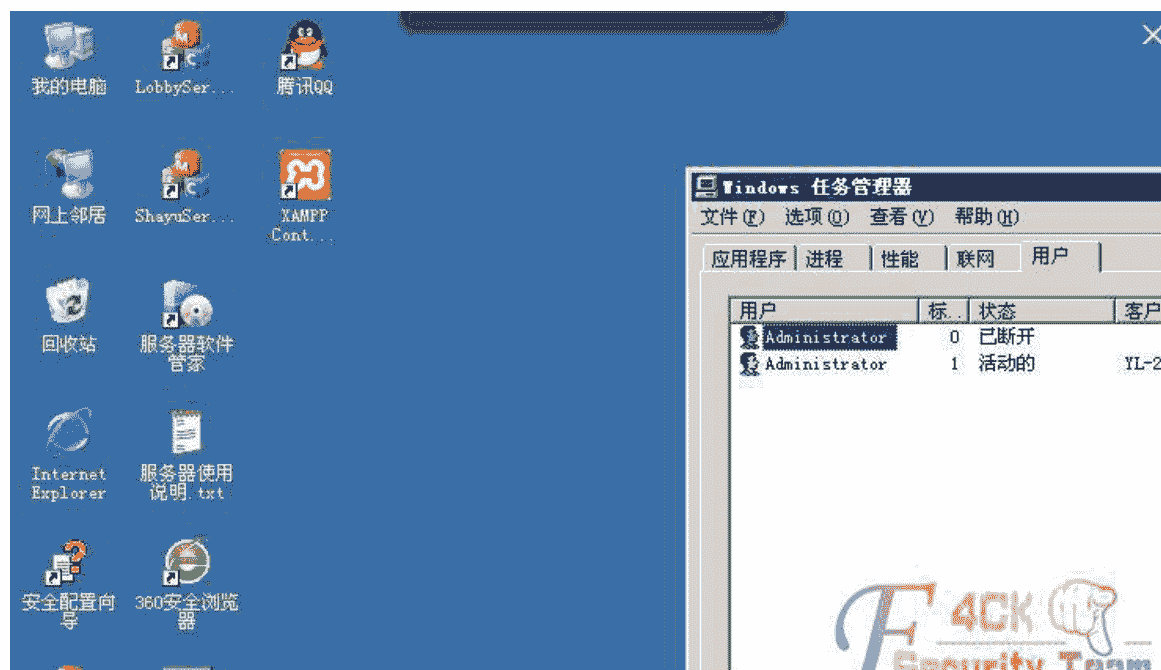 我的电脑
LobbySer...
腾讯QQ
网上邻居
ShayuSer...
XAMPP
Cont...
回收站
服务器软件
管家
Internet
Explorer
服务器使用
说明.txt
安全配置向
导
360安全浏览
器
Windows 任务管理器
文件(F) 选项(O) 查看(V) 帮助(H)
应用程序 进程 性能 联网 用户
用户 标.. 状态 客户
Administrator 0 已断开
Administrator 1 活动的 YL-2
F4CK
Security Team